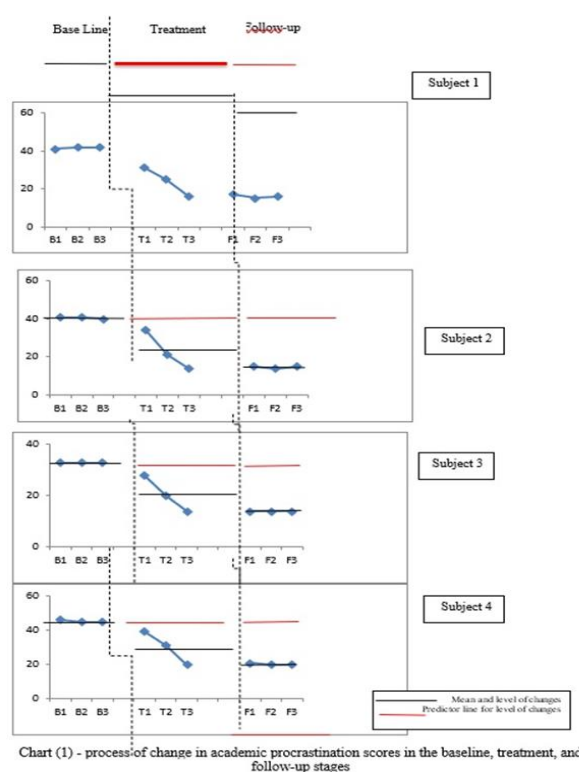 Base Line Treatment Follow-up
Subject 1
60
40
20
0
B1 B2 B3 T1 T2 T3 F1 F2 F3
Subject 2
60
40
20
0
B1 B2 B3 T1 T2 T3 F1 F2 F3
Subject 3
40
20
0
B1 B2 B3 T1 T2 T3 F1 F2 F3
Subject 4
60
40
20
0
B1 B2 B3 T1 T2 T3 F1 F2 F3
Mean and level of changes
Predictor line for level of changes
Chart (1) - process of change in academic procrastination scores in the baseline, treatment, and
follow-up stages